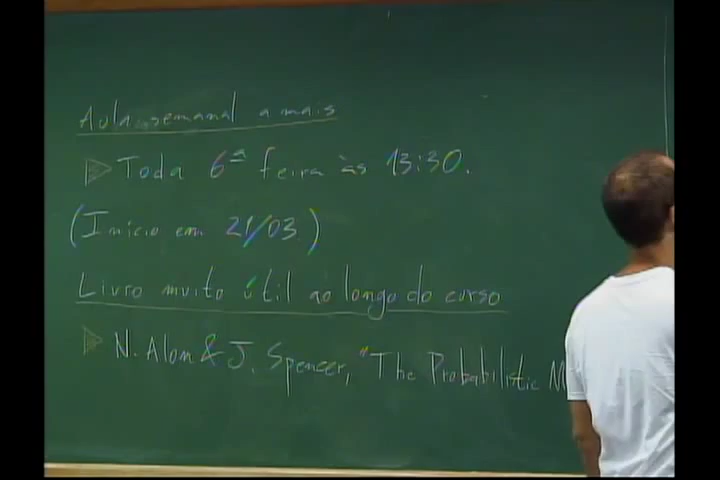 Aula semanal a mais
Toda 6ª feira às 13:30.
(Início em 21/03)
Livro muito útil ao longo do curso
N. Alon & J. Spencer, "The Probabilistic M